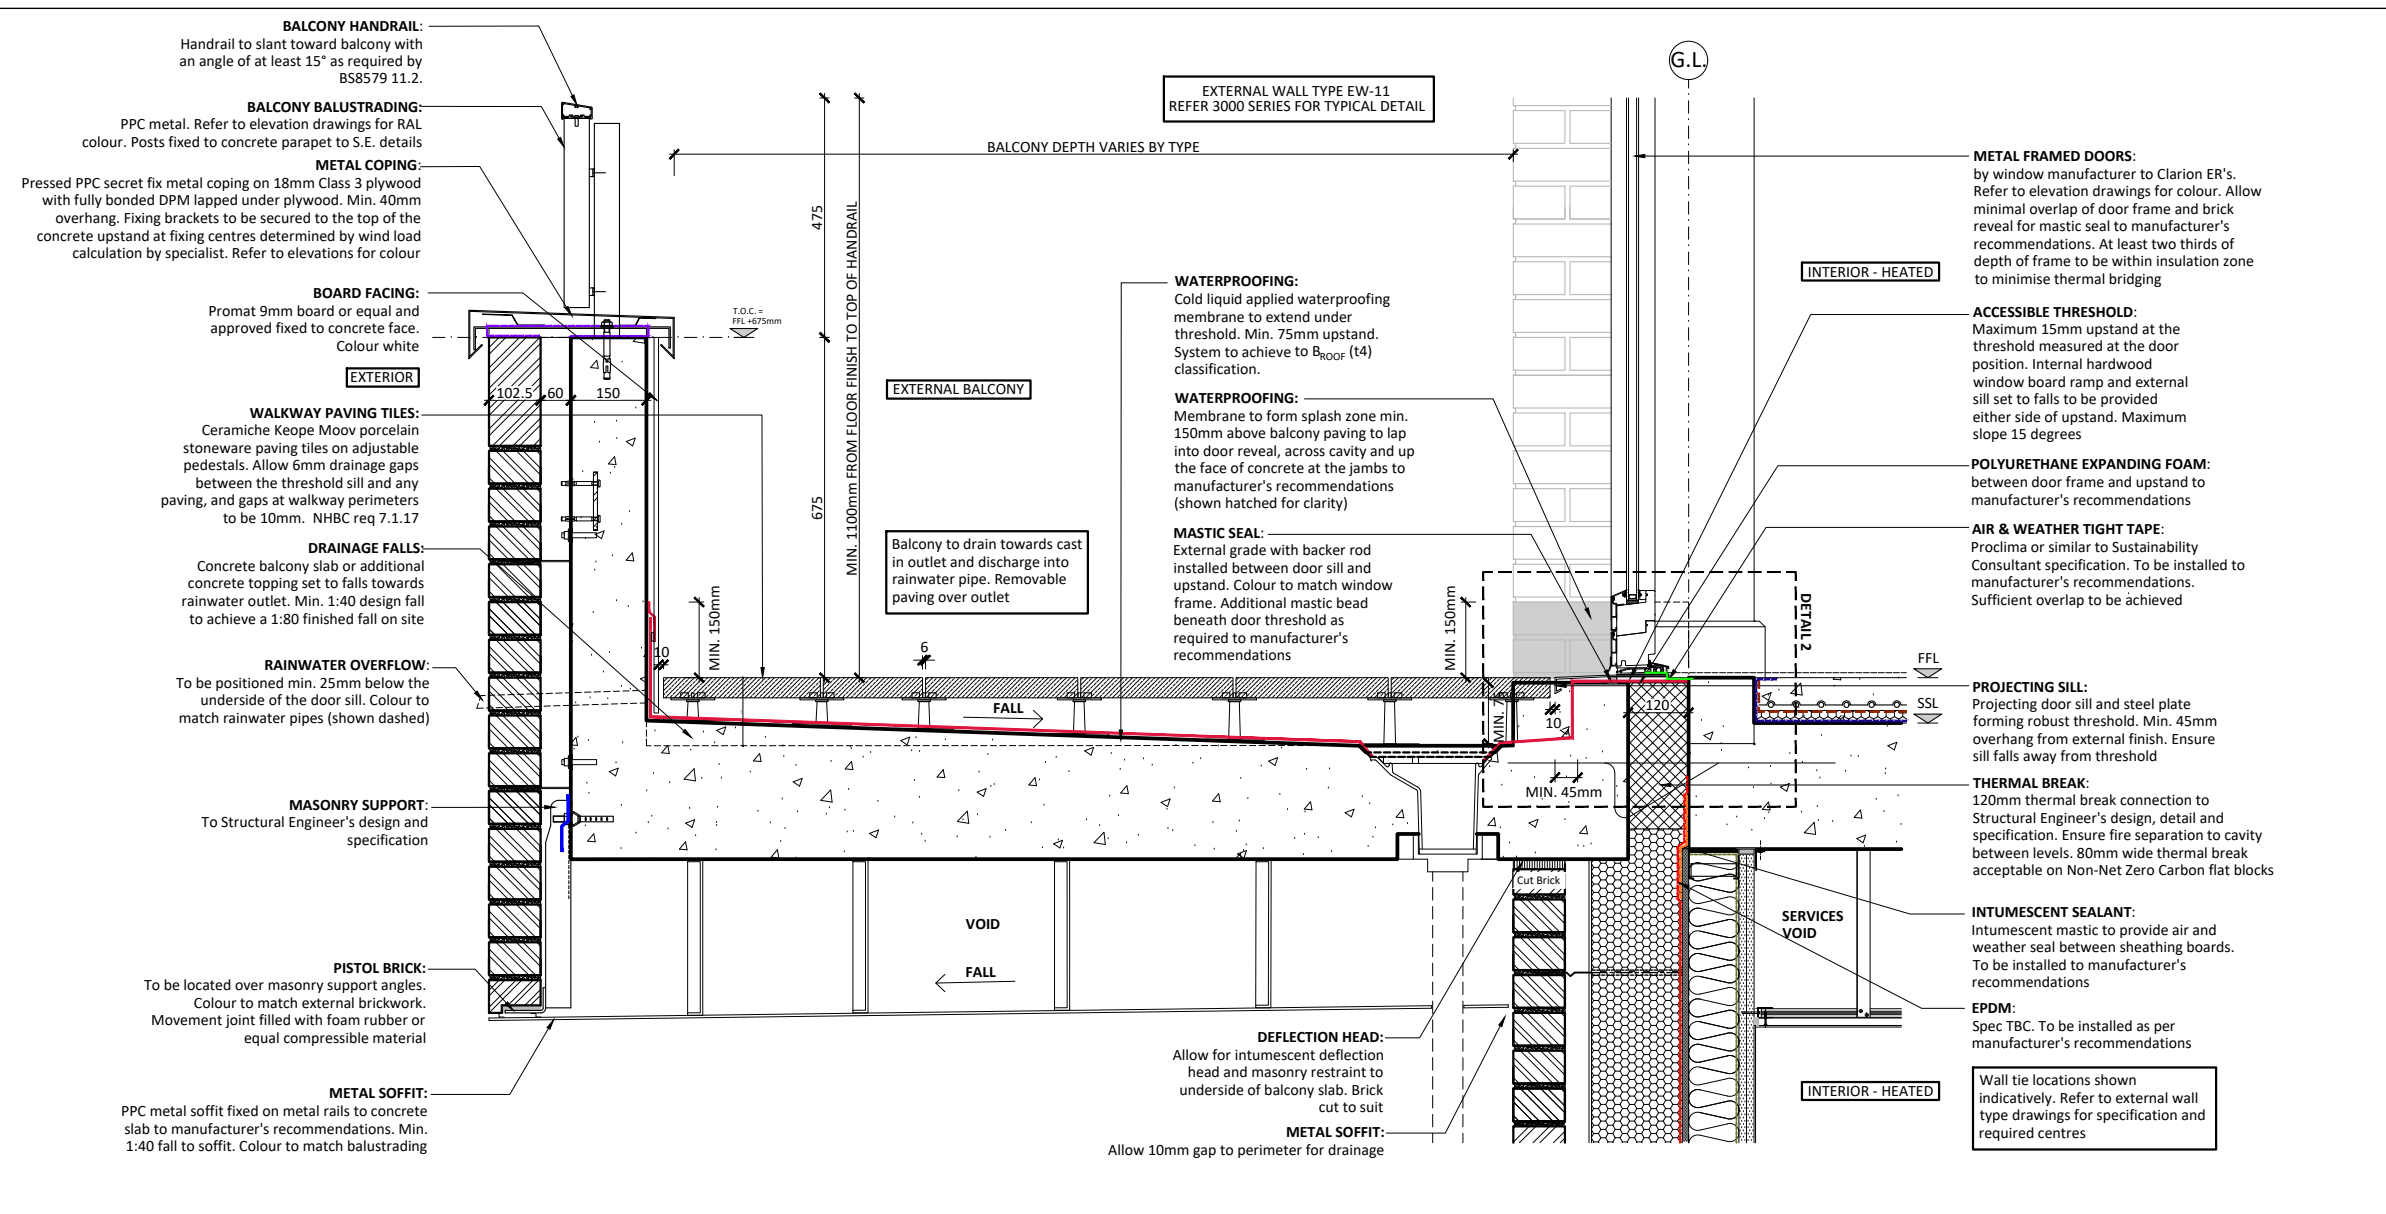 BALCONY HANDRAIL:
Handrail to slant toward balcony with
an angle of at least 15° as required by
BS8579 11.2.
BALCONY BALUSTRADING:
PPC metal. Refer to elevation drawings for RAL
colour. Posts fixed to concrete parapet to S.E. details
METAL COPING:
Pressed PPC secret fix metal coping on 18mm Class 3 plywood
with fully bonded DPM lapped under plywood. Min. 40mm
overhang. Fixing brackets to be secured to the top of the
concrete upstand at fixing centres determined by wind load
calculation by specialist. Refer to elevations for colour
BOARD FACING:
Promat 9mm board or equal and
approved fixed to concrete face.
Colour white
EXTERIOR
WALKWAY PAVING TILES:
Ceramiche Keope Moov porcelain
stoneware paving tiles on adjustable
pedestals. Allow 6mm drainage gaps
between the threshold sill and any
paving, and gaps at walkway perimeters
to be 10mm. NHBC req 7.1.17
DRAINAGE FALLS:
Concrete balcony slab or additional
concrete topping set to falls towards
rainwater outlet. Min. 1:40 design fall
to achieve a 1:80 finished fall on site
RAINWATER OVERFLOW:
To be positioned min. 25mm below the
underside of the door sill. Colour to
match rainwater pipes (shown dashed)
MASONRY SUPPORT:
To Structural Engineer's design and
specification
PISTOL BRICK:
To be located over masonry support angles.
Colour to match external brickwork.
Movement joint filled with foam rubber or
equal compressible material
METAL SOFFIT:
PPC metal soffit fixed on metal rails to concrete
slab to manufacturer's recommendations. Min.
1:40 fall to soffit. Colour to match balustrading
102.5
60
150
T.O.C. =
FFL +675mm
475
675
MIN. 1100mm FROM FLOOR FINISH TO TOP OF HANDRAIL
BALCONY DEPTH VARIES BY TYPE
EXTERNAL WALL TYPE EW-11
REFER 3000 SERIES FOR TYPICAL DETAIL
G.L.
EXTERNAL BALCONY
Balcony to drain towards cast
in outlet and discharge into
rainwater pipe. Removable
paving over outlet
10
MIN. 150mm
6
FALL
WATERPROOFING:
Cold liquid applied waterproofing
membrane to extend under
threshold. Min. 75mm upstand.
System to achieve to BROOF (t4)
classification.
WATERPROOFING:
Membrane to form splash zone min.
150mm above balcony paving to lap
into door reveal, across cavity and up
the face of concrete at the jambs to
manufacturer's recommendations
(shown hatched for clarity)
MASTIC SEAL:
External grade with backer rod
installed between door sill and
upstand. Colour to match window
frame. Additional mastic bead
beneath door threshold as
required to manufacturer's
recommendations
MIN. 150mm
MIN. 7
10
120
MIN. 45mm
DETAIL 2
FFL
SSL
Cut Brick
VOID
FALL
SERVICES
VOID
DEFLECTION HEAD:
Allow for intumescent deflection
head and masonry restraint to
underside of balcony slab. Brick
cut to suit
METAL SOFFIT:
Allow 10mm gap to perimeter for drainage
INTERIOR - HEATED
INTERIOR - HEATED
METAL FRAMED DOORS:
by window manufacturer to Clarion ER's.
Refer to elevation drawings for colour. Allow
minimal overlap of door frame and brick
reveal for mastic seal to manufacturer's
recommendations. At least two thirds of
depth of frame to be within insulation zone
to minimise thermal bridging
ACCESSIBLE THRESHOLD:
Maximum 15mm upstand at the
threshold measured at the door
position. Internal hardwood
window board ramp and external
sill set to falls to be provided
either side of upstand. Maximum
slope 15 degrees
POLYURETHANE EXPANDING FOAM:
between door frame and upstand to
manufacturer's recommendations
AIR & WEATHER TIGHT TAPE:
Proclima or similar to Sustainability
Consultant specification. To be installed to
manufacturer's recommendations.
Sufficient overlap to be achieved
PROJECTING SILL:
Projecting door sill and steel plate
forming robust threshold. Min. 45mm
overhang from external finish. Ensure
sill falls away from threshold
THERMAL BREAK:
120mm thermal break connection to
Structural Engineer's design, detail and
specification. Ensure fire separation to cavity
between levels. 80mm wide thermal break
acceptable on Non-Net Zero Carbon flat blocks
INTUMESCENT SEALANT:
Intumescent mastic to provide air and
weather seal between sheathing boards.
To be installed to manufacturer's
recommendations
EPDM:
Spec TBC. To be installed as per
manufacturer's recommendations
Wall tie locations shown
indicatively. Refer to external wall
type drawings for specification and
required centres